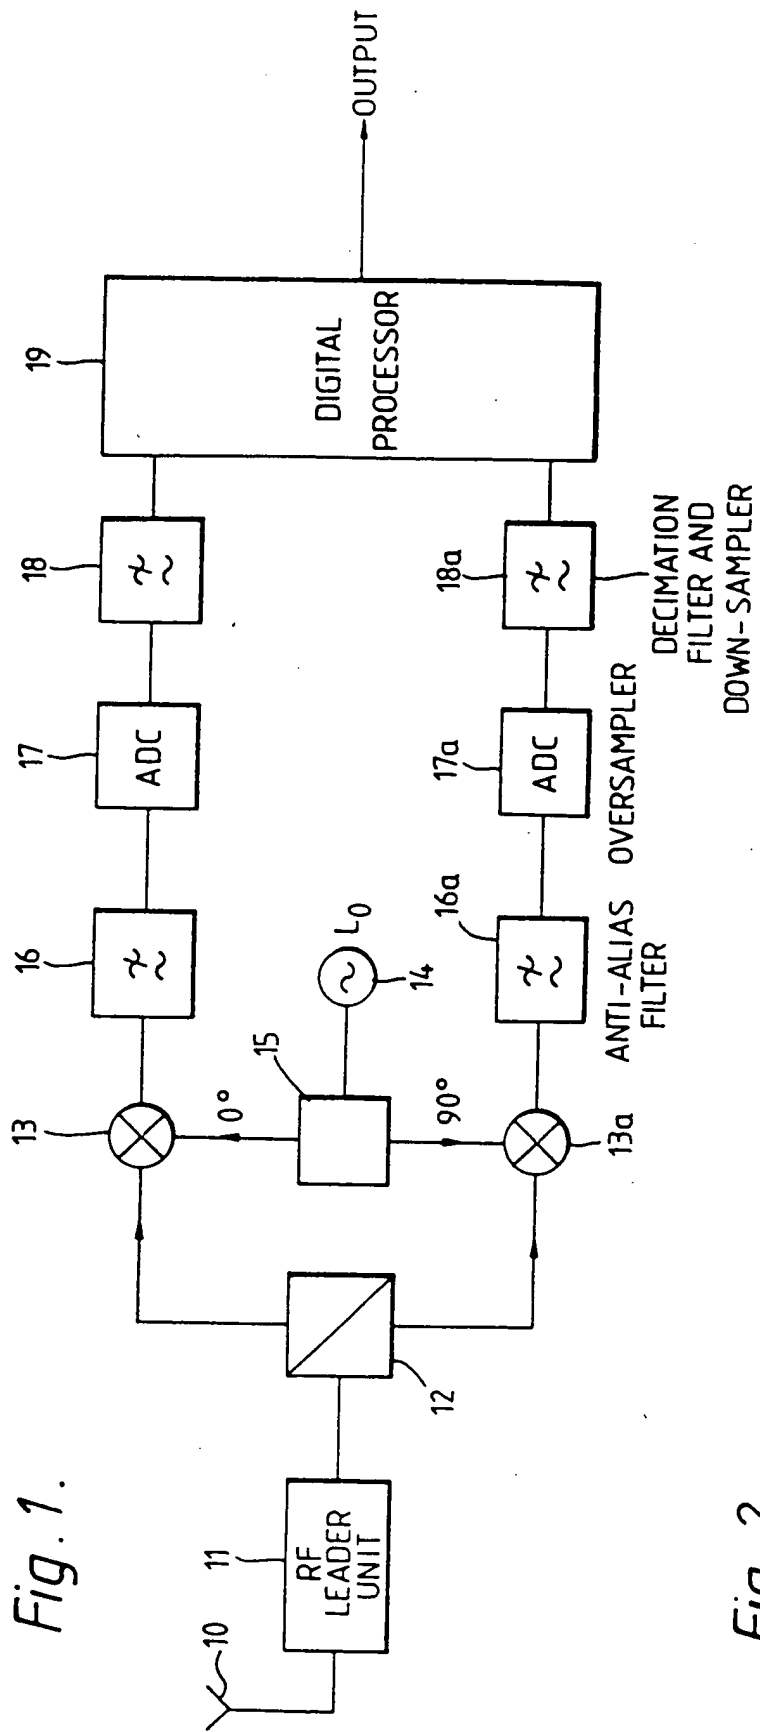 Fig. 1.
10
11
RF
LEADER
UNIT
12
13
0°
15
14
LO
90°
13a
16
16a
ANTI-ALIAS
FILTER
17
ADC
17a
ADC
OVERSAMPLER
18
18a
DECIMATION
FILTER AND
DOWN-SAMPLER
19
DIGITAL
PROCESSOR
OUTPUT
Fig. 2